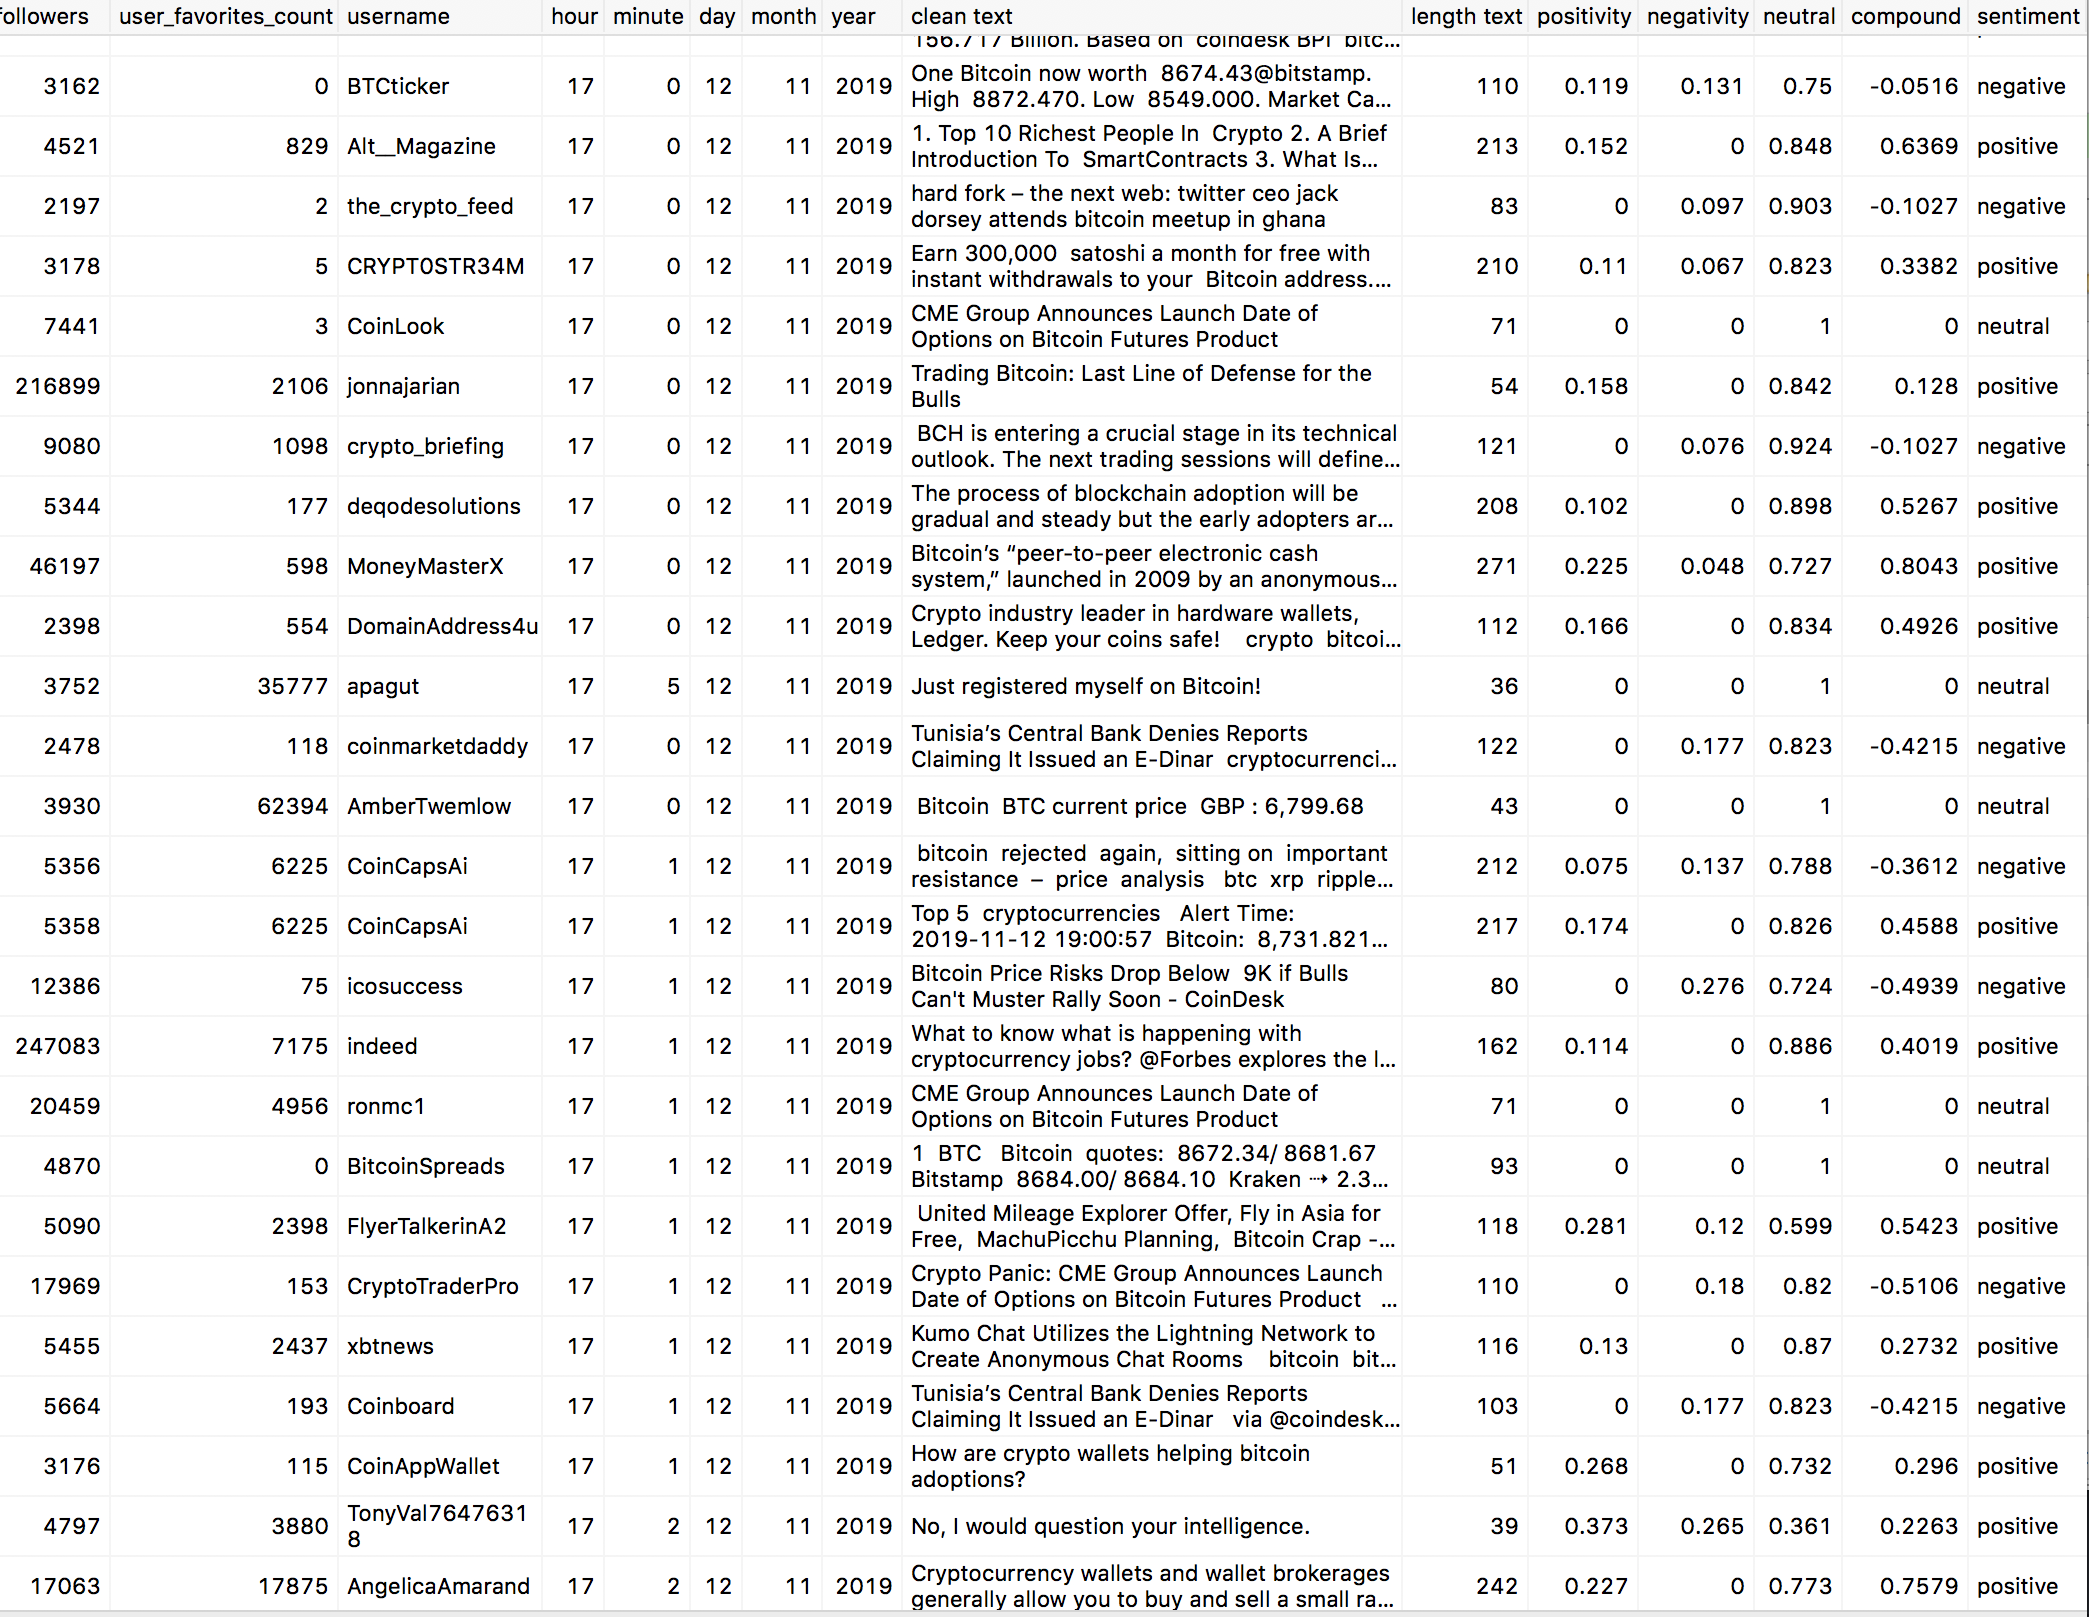 followers user_favorites_count username hour minute day month year clean text length text positivity negativity neutral compound sentiment
156.717 Billion. Based on coindesk BPI bitc...
3162 0 BTCticker 17 0 12 11 2019 One Bitcoin now worth 8674.43@bitstamp. High 8872.470. Low 8549.000. Market Ca... 110 0.119 0.131 0.75 -0.0516 negative
4521 829 Alt__Magazine 17 0 12 11 2019 1. Top 10 Richest People In Crypto 2. A Brief Introduction To SmartContracts 3. What Is... 213 0.152 0 0.848 0.6369 positive
2197 2 the_crypto_feed 17 0 12 11 2019 hard fork – the next web: twitter ceo jack dorsey attends bitcoin meetup in ghana 83 0 0.097 0.903 -0.1027 negative
3178 5 CRYPT0STR34M 17 0 12 11 2019 Earn 300,000 satoshi a month for free with instant withdrawals to your Bitcoin address.... 210 0.11 0.067 0.823 0.3382 positive
7441 3 CoinLook 17 0 12 11 2019 CME Group Announces Launch Date of Options on Bitcoin Futures Product 71 0 0 1 0 neutral
216899 2106 jonnajarian 17 0 12 11 2019 Trading Bitcoin: Last Line of Defense for the Bulls 54 0.158 0 0.842 0.128 positive
9080 1098 crypto_briefing 17 0 12 11 2019 BCH is entering a crucial stage in its technical outlook. The next trading sessions will define... 121 0 0.076 0.924 -0.1027 negative
5344 177 deqodesolutions 17 0 12 11 2019 The process of blockchain adoption will be gradual and steady but the early adopters ar... 208 0.102 0 0.898 0.5267 positive
46197 598 MoneyMasterX 17 0 12 11 2019 Bitcoin’s “peer-to-peer electronic cash system,” launched in 2009 by an anonymous... 271 0.225 0.048 0.727 0.8043 positive
2398 554 DomainAddress4u 17 0 12 11 2019 Crypto industry leader in hardware wallets, Ledger. Keep your coins safe! crypto bitcoi... 112 0.166 0 0.834 0.4926 positive
3752 35777 apagut 17 5 12 11 2019 Just registered myself on Bitcoin! 36 0 0 1 0 neutral
2478 118 coinmarketdaddy 17 0 12 11 2019 Tunisia’s Central Bank Denies Reports Claiming It Issued an E-Dinar cryptocurrenci... 122 0 0.177 0.823 -0.4215 negative
3930 62394 AmberTwemlow 17 0 12 11 2019 Bitcoin BTC current price GBP : 6,799.68 43 0 0 1 0 neutral
5356 6225 CoinCapsAi 17 1 12 11 2019 bitcoin rejected again, sitting on important resistance – price analysis btc xrp ripple... 212 0.075 0.137 0.788 -0.3612 negative
5358 6225 CoinCapsAi 17 1 12 11 2019 Top 5 cryptocurrencies Alert Time: 2019-11-12 19:00:57 Bitcoin: 8,731.821... 217 0.174 0 0.826 0.4588 positive
12386 75 icosuccess 17 1 12 11 2019 Bitcoin Price Risks Drop Below 9K if Bulls Can't Muster Rally Soon - CoinDesk 80 0 0.276 0.724 -0.4939 negative
247083 7175 indeed 17 1 12 11 2019 What to know what is happening with cryptocurrency jobs? @Forbes explores the l... 162 0.114 0 0.886 0.4019 positive
20459 4956 ronmc1 17 1 12 11 2019 CME Group Announces Launch Date of Options on Bitcoin Futures Product 71 0 0 1 0 neutral
4870 0 BitcoinSpreads 17 1 12 11 2019 1 BTC Bitcoin quotes: 8672.34/ 8681.67 Bitstamp 8684.00/ 8684.10 Kraken ⇢ 2.3... 93 0 0 1 0 neutral
5090 2398 FlyerTalkerinA2 17 1 12 11 2019 United Mileage Explorer Offer, Fly in Asia for Free, MachuPicchu Planning, Bitcoin Crap -... 118 0.281 0.12 0.599 0.5423 positive
17969 153 CryptoTraderPro 17 1 12 11 2019 Crypto Panic: CME Group Announces Launch Date of Options on Bitcoin Futures Product ... 110 0 0.18 0.82 -0.5106 negative
5455 2437 xbtnews 17 1 12 11 2019 Kumo Chat Utilizes the Lightning Network to Create Anonymous Chat Rooms bitcoin bit... 116 0.13 0 0.87 0.2732 positive
5664 193 Coinboard 17 1 12 11 2019 Tunisia’s Central Bank Denies Reports Claiming It Issued an E-Dinar via @coindesk... 103 0 0.177 0.823 -0.4215 negative
3176 115 CoinAppWallet 17 1 12 11 2019 How are crypto wallets helping bitcoin adoptions? 51 0.268 0 0.732 0.296 positive
4797 3880 TonyVal76476318 17 2 12 11 2019 No, I would question your intelligence. 39 0.373 0.265 0.361 0.2263 positive
17063 17875 AngelicaAmarand 17 2 12 11 2019 Cryptocurrency wallets and wallet brokerages generally allow you to buy and sell a small ra... 242 0.227 0 0.773 0.7579 positive